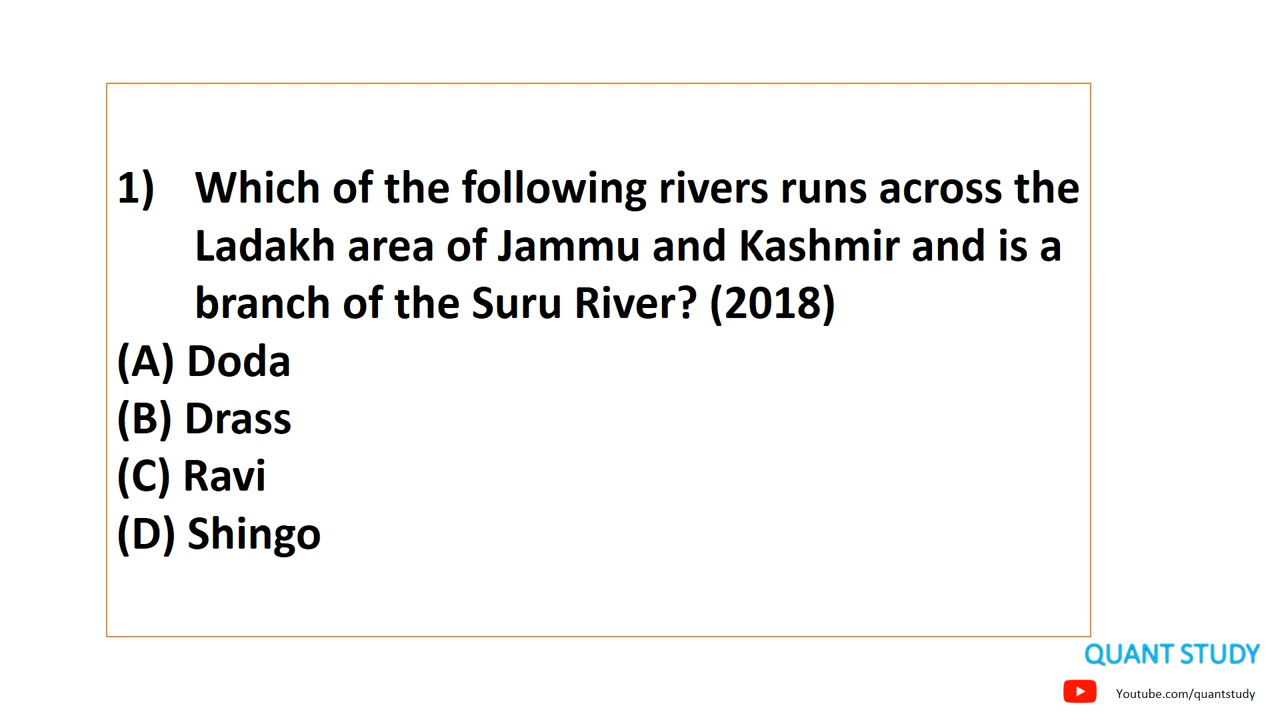 1) Which of the following rivers runs across the
Ladakh area of Jammu and Kashmir and is a
branch of the Suru River? (2018)
(A) Doda
(B) Drass
(C) Ravi
(D) Shingo
QUANT STUDY
Youtube.com/quantstudy